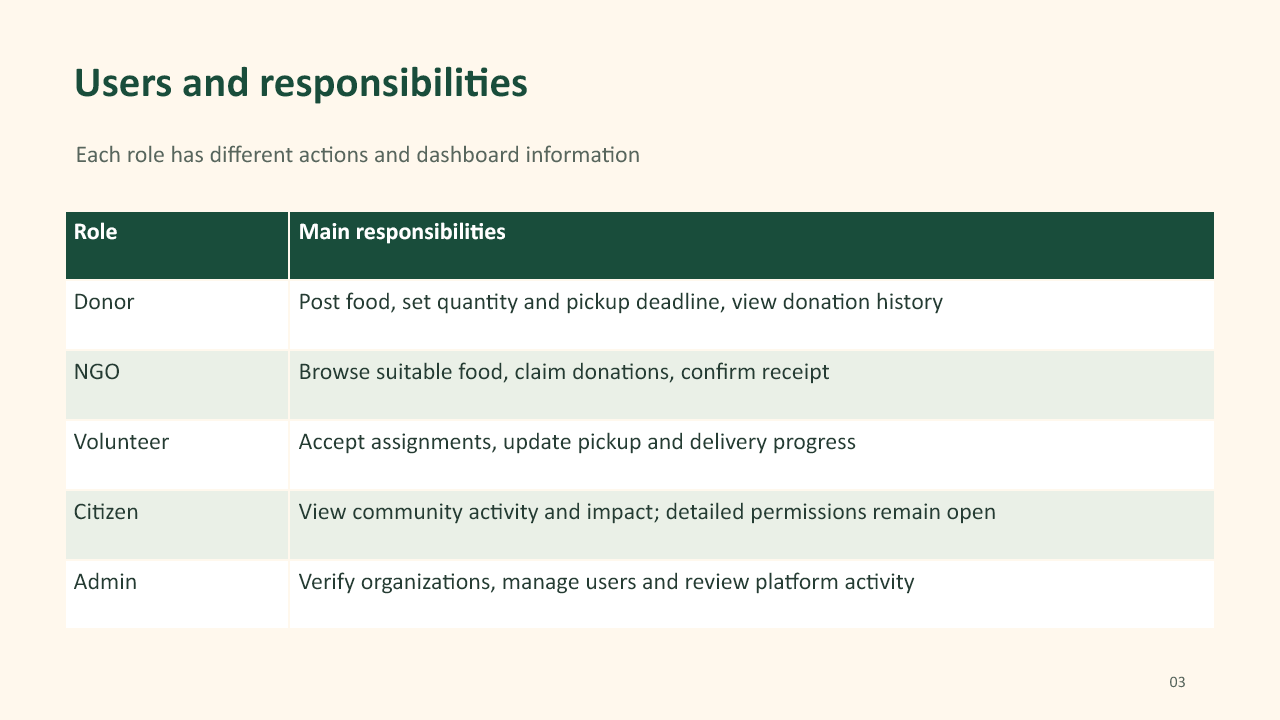 Users and responsibilities
Each role has different actions and dashboard information
Role Main responsibilities
Donor Post food, set quantity and pickup deadline, view donation history
NGO Browse suitable food, claim donations, confirm receipt
Volunteer Accept assignments, update pickup and delivery progress
Citizen View community activity and impact; detailed permissions remain open
Admin Verify organizations, manage users and review platform activity
03